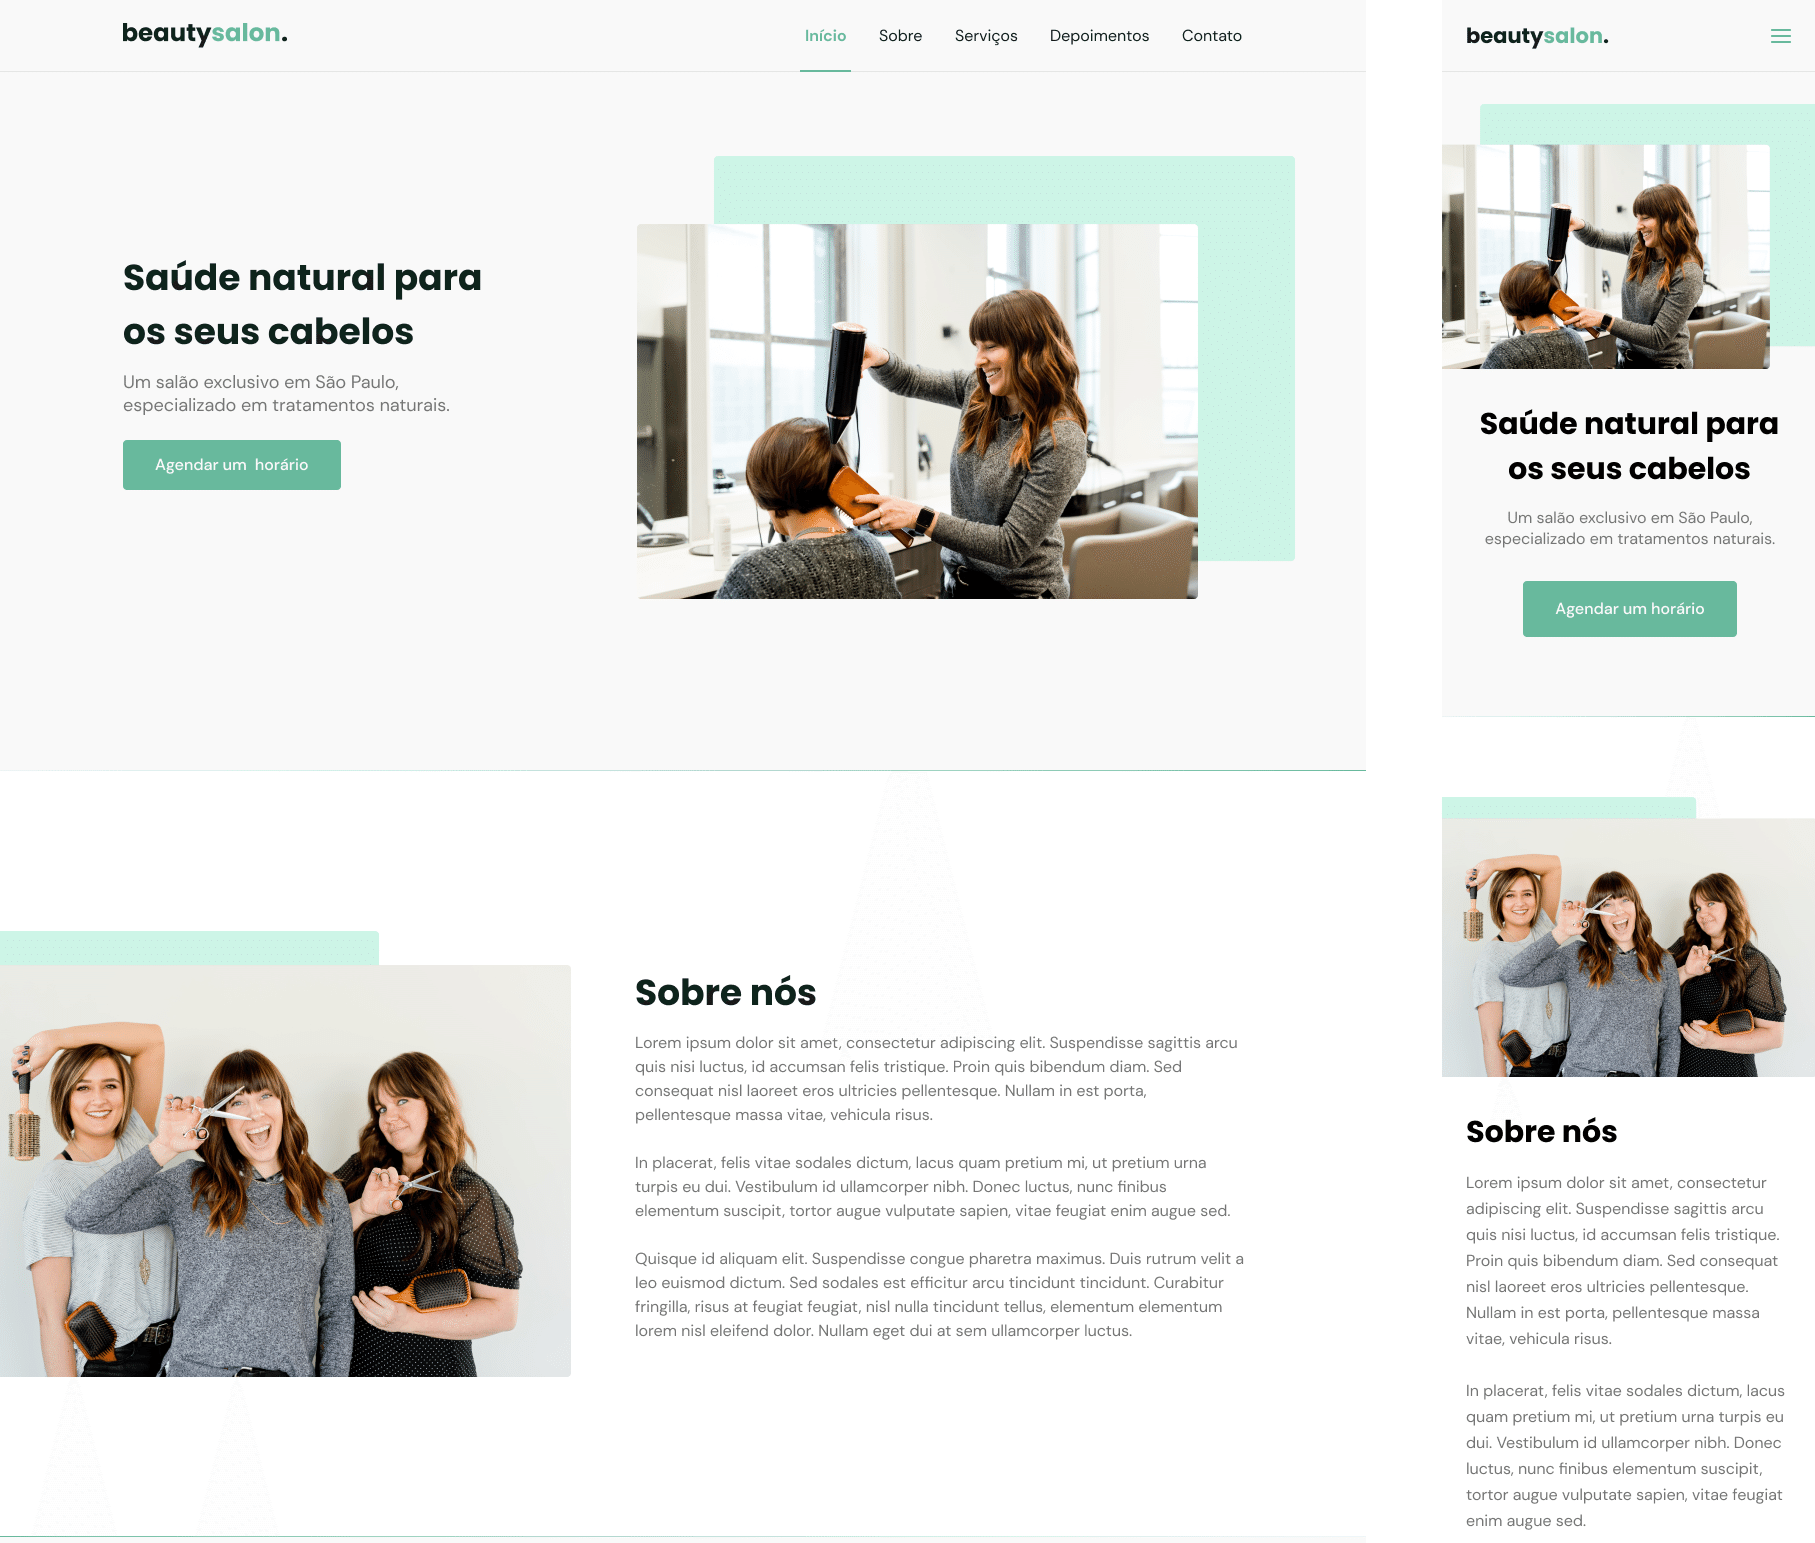 beautysalon.
Início Sobre Serviços Depoimentos Contato
Saúde natural para
os seus cabelos
Um salão exclusivo em São Paulo,
especializado em tratamentos naturais.
Agendar um  horário
Sobre nós
Lorem ipsum dolor sit amet, consectetur adipiscing elit. Suspendisse sagittis arcu
quis nisi luctus, id accumsan felis tristique. Proin quis bibendum diam. Sed
consequat nisl laoreet eros ultricies pellentesque. Nullam in est porta,
pellentesque massa vitae, vehicula risus.
In placerat, felis vitae sodales dictum, lacus quam pretium mi, ut pretium urna
turpis eu dui. Vestibulum id ullamcorper nibh. Donec luctus, nunc finibus
elementum suscipit, tortor augue vulputate sapien, vitae feugiat enim augue sed.
Quisque id aliquam elit. Suspendisse congue pharetra maximus. Duis rutrum velit a
leo euismod dictum. Sed sodales est efficitur arcu tincidunt tincidunt. Curabitur
fringilla, risus at feugiat feugiat, nisl nulla tincidunt tellus, elementum elementum
lorem nisl eleifend dolor. Nullam eget dui at sem ullamcorper luctus.
beautysalon.
Saúde natural para
os seus cabelos
Um salão exclusivo em São Paulo,
especializado em tratamentos naturais.
Agendar um horário
Sobre nós
Lorem ipsum dolor sit amet, consectetur
adipiscing elit. Suspendisse sagittis arcu
quis nisi luctus, id accumsan felis tristique.
Proin quis bibendum diam. Sed consequat
nisl laoreet eros ultricies pellentesque.
Nullam in est porta, pellentesque massa
vitae, vehicula risus.
In placerat, felis vitae sodales dictum, lacus
quam pretium mi, ut pretium urna turpis eu
dui. Vestibulum id ullamcorper nibh. Donec
luctus, nunc finibus elementum suscipit,
tortor augue vulputate sapien, vitae feugiat
enim augue sed.